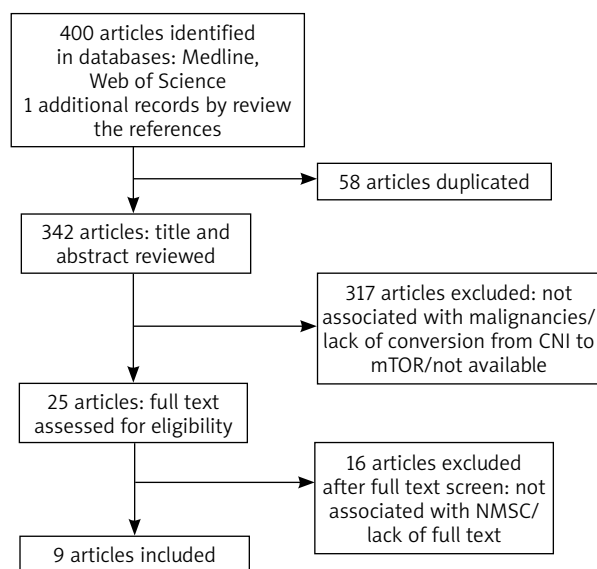 400 articles identified
in databases: Medline,
Web of Science
1 additional records by review
the references
58 articles duplicated
342 articles: title and
abstract reviewed
317 articles excluded: not
associated with malignancies/
lack of conversion from CNI to
mTOR/not available
25 articles: full text
assessed for eligibility
16 articles excluded
after full text screen: not
associated with NMSC/
lack of full text
9 articles included